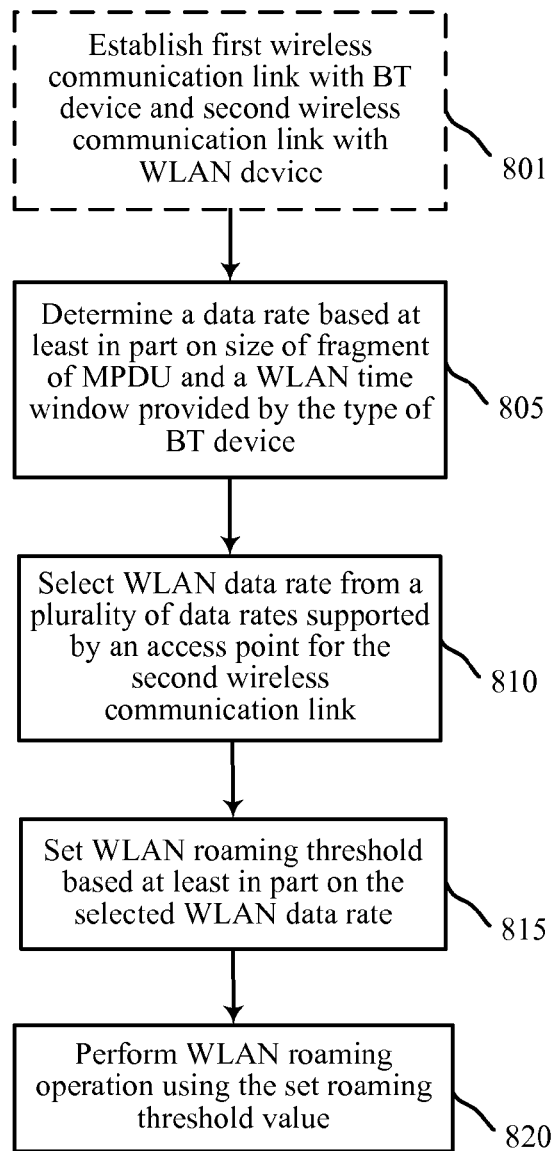 Establish first wireless
communication link with BT
device and second wireless
communication link with
WLAN device
801
Determine a data rate based at
least in part on size of fragment
of MPDU and a WLAN time
window provided by the type of
BT device
805
Select WLAN data rate from a
plurality of data rates supported
by an access point for the
second wireless
communication link
810
Set WLAN roaming threshold
based at least in part on the
selected WLAN data rate
815
Perform WLAN roaming
operation using the set roaming
threshold value
820